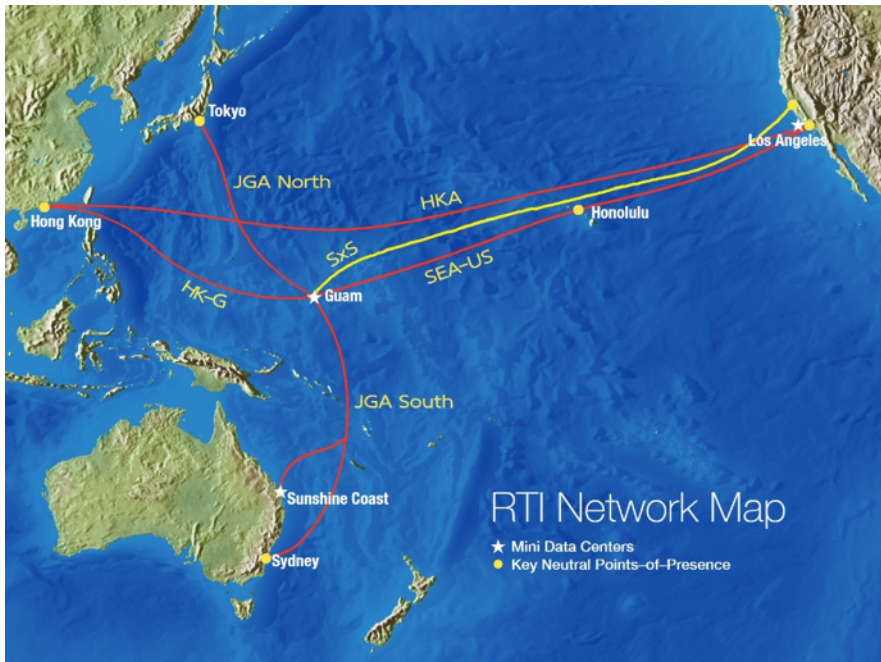 Tokyo
JGA North
Los Angeles
HKA
Hong Kong
Honolulu
SxS
SEA–US
HK–G
Guam
JGA South
Sunshine Coast
RTI Network Map
Mini Data Centers
Sydney
Key Neutral Points–of–Presence